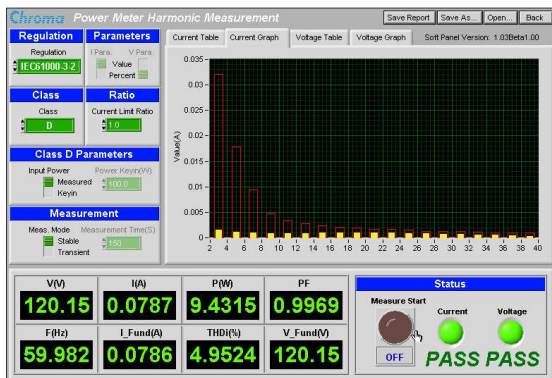 Chroma Power Meter Harmonic Measurement
Save Report Save As... Open... Back
Regulation
Regulation
IEC61000-3-2
Parameters
I Para. V Para.
Value
Percent
Class
Class
D
Ratio
Current Limit Ratio
1.0
Class D Parameters
Input Power Power Keyin(W)
Measured 100.0
Keyin
Measurement
Meas. Mode Measurement Time(S)
Stable 150
Transient
Current Table Current Graph Voltage Table Voltage Graph Soft Panel Version: 1.03Beta1.00
Value(A)
0.035
0.03
0.025
0.02
0.015
0.01
0.005
0
2 4 6 8 10 12 14 16 18 20 22 24 26 28 30 32 34 36 38 40
V(V) I(A) P(W) PF
120.15 0.0787 9.4315 0.9969
F(Hz) I_Fund(A) THDi(%) V_Fund(V)
59.982 0.0786 4.9524 120.15
Status
Measure Start Current Voltage
OFF PASS PASS